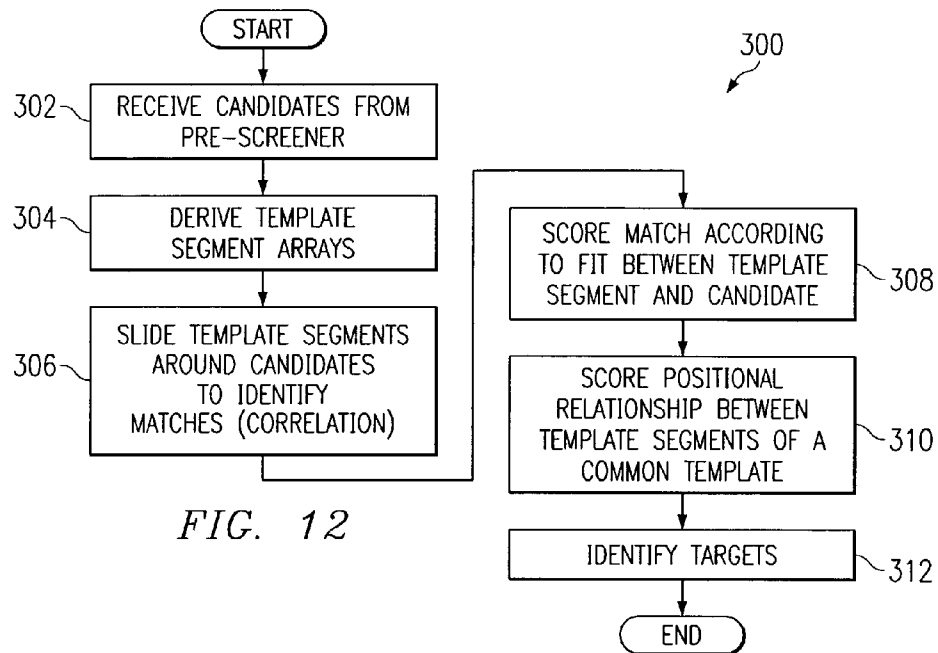 START
300
302
RECEIVE CANDIDATES FROM
PRE-SCREENER
304
DERIVE TEMPLATE
SEGMENT ARRAYS
306
SLIDE TEMPLATE SEGMENTS
AROUND CANDIDATES
TO IDENTIFY
MATCHES (CORRELATION)
SCORE MATCH ACCORDING
TO FIT BETWEEN TEMPLATE
SEGMENT AND CANDIDATE
308
SCORE POSITIONAL
RELATIONSHIP BETWEEN
TEMPLATE SEGMENTS OF A
COMMON TEMPLATE
310
IDENTIFY TARGETS
312
END
FIG. 12